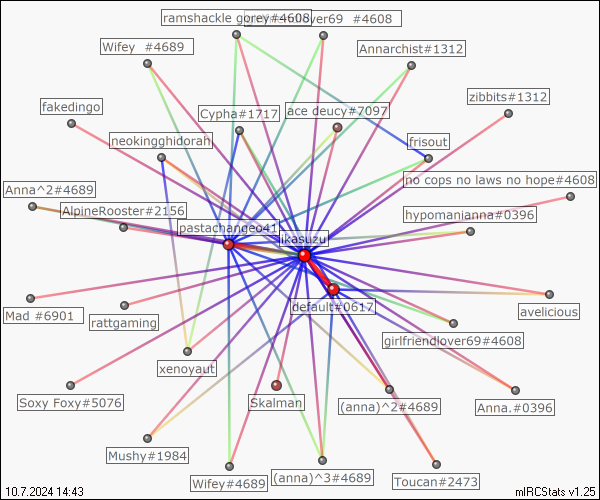 ramshackle gorey#4608
lover69 #4608
Wifey #4689
Annarchist#1312
zibbits#1312
fakedingo
Cypha#1717
ace deucy#7097
neokingghidorah
frisout
no cops no laws no hope#4608
Anna^2#4689
AlpineRooster#2156
hypomanianna#0396
pastachangeo41
likasuzu
default#0617
Mad #6901
rattgaming
avelicious
girlfriendlover69#4608
xenoyaut
Soxy Foxy#5076
Skalman
(anna)^2#4689
Anna.#0396
Mushy#1984
Wifey#4689
(anna)^3#4689
Toucan#2473
10.7.2024 14:43
mIRCStats v1.25